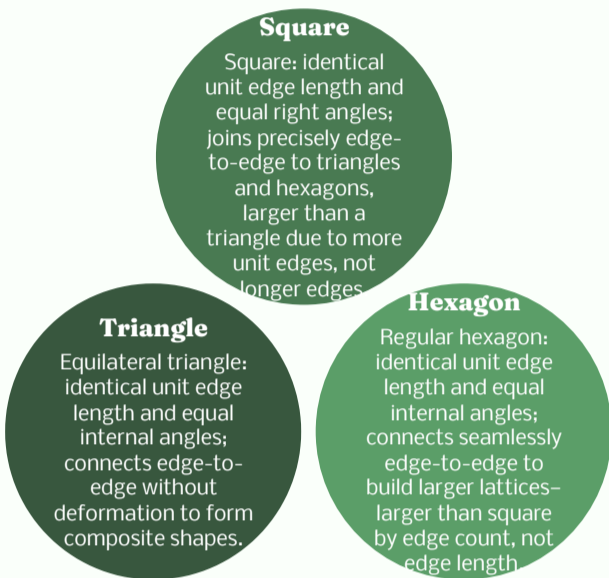 Square
Square: identical
unit edge length and
equal right angles;
joins precisely edge-
to-edge to triangles
and hexagons,
larger than a
triangle due to more
unit edges, not
longer edges.
Triangle
Equilateral triangle:
identical unit edge
length and equal
internal angles;
connects edge-to-
edge without
deformation to form
composite shapes.
Hexagon
Regular hexagon:
identical unit edge
length and equal
internal angles;
connects seamlessly
edge-to-edge to
build larger lattices—
larger than square
by edge count, not
edge length.